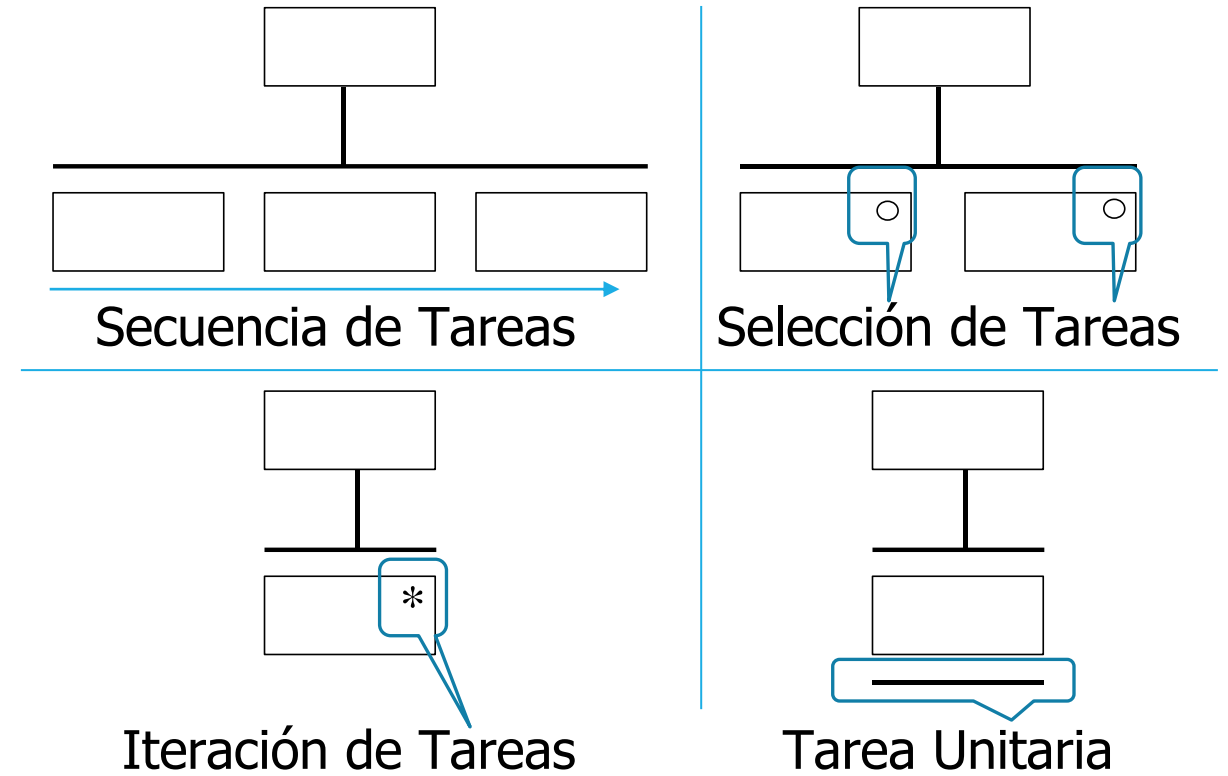 Secuencia de Tareas
Selección de Tareas
*
Iteración de Tareas
Tarea Unitaria